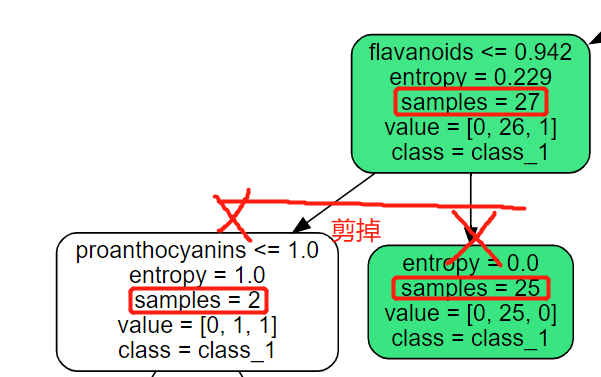 flavanoids <= 0.942
entropy = 0.229
samples = 27
value = [0, 26, 1]
class = class_1
剪掉
proanthocyanins <= 1.0
entropy = 1.0
samples = 2
value = [0, 1, 1]
class = class_1
entropy = 0.0
samples = 25
value = [0, 25, 0]
class = class_1